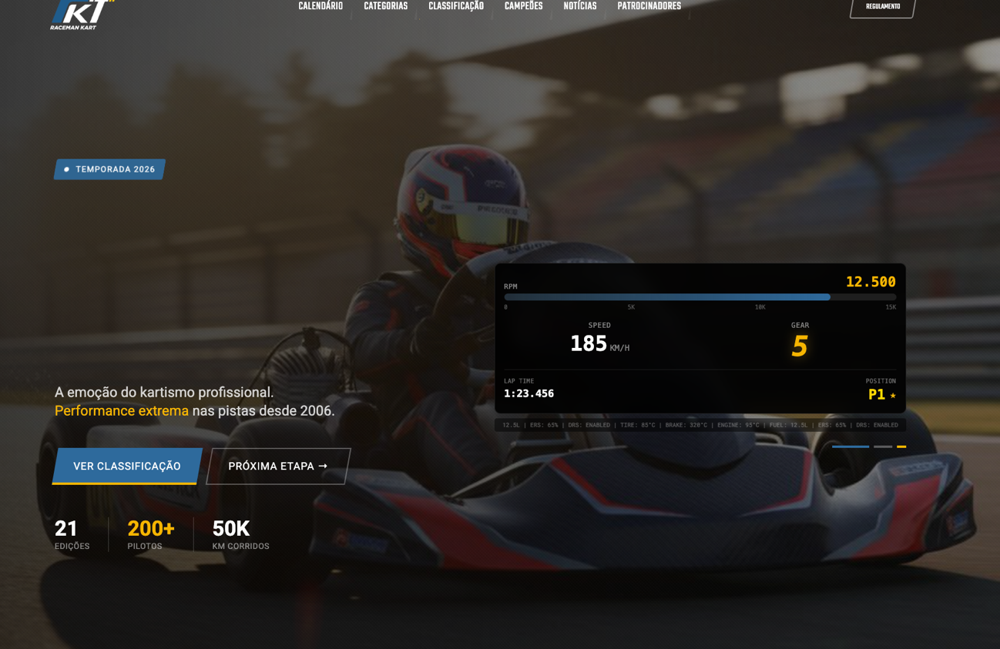 RKT
RACEMAN KART
CALENDÁRIO CATEGORIAS CLASSIFICAÇÃO CAMPEÕES NOTÍCIAS PATROCINADORES
REGULAMENTO
TEMPORADA 2026
RPM 12.500
0 5K 10K 15K
SPEED GEAR
185 KM/H 5
LAP TIME POSITION
1:23.456 P1 ★
12.5L | ERS: 65% | DRS: ENABLED | TIRE: 85°C | BRAKE: 320°C | ENGINE: 95°C | FUEL: 12.5L | ERS: 65% | DRS: ENABLED
A emoção do kartismo profissional.
Performance extrema nas pistas desde 2006.
VER CLASSIFICAÇÃO PRÓXIMA ETAPA →
21 200+ 50K
EDIÇÕES PILOTOS KM CORRIDOS